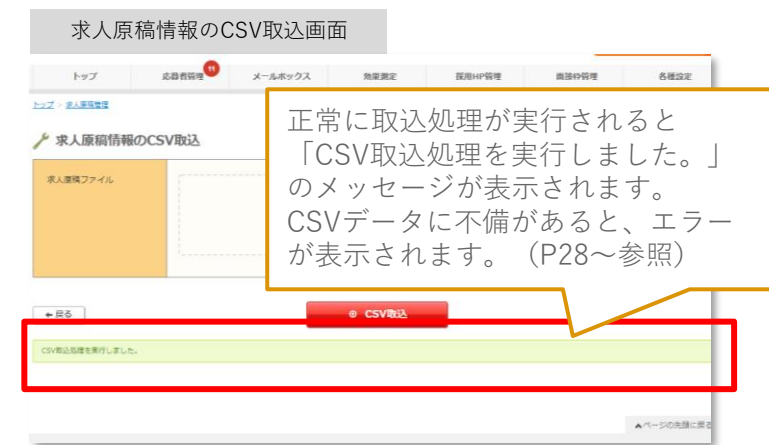 求人原稿情報のCSV取込画面
トップ
応募者管理
11
メールボックス
効果測定
採用HP管理
面接枠管理
各種設定
トップ > 求人原稿管理
求人原稿情報のCSV取込
求人原稿ファイル
正常に取込処理が実行されると
「CSV取込処理を実行しました。」
のメッセージが表示されます。
CSVデータに不備があると、エラー
が表示されます。（P28～参照）
戻る
CSV取込
CSV取込処理を実行しました。
▲ページの先頭に戻る